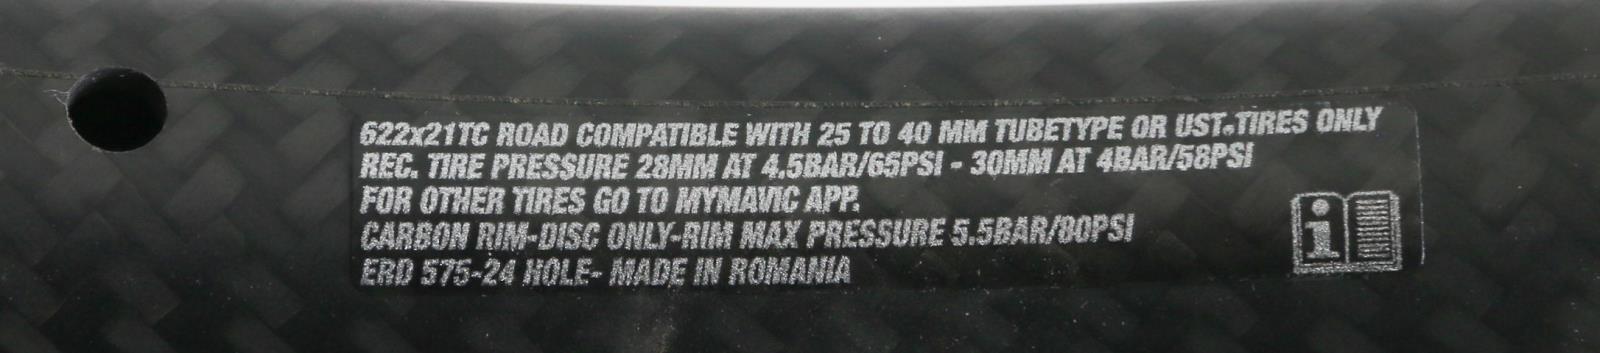 622x21TC ROAD COMPATIBLE WITH 25 TO 40 MM TUBETYPE OR UST.TIRES ONLY
REC. TIRE PRESSURE 28MM AT 4.5BAR/65PSI - 30MM AT 4BAR/58PSI
FOR OTHER TIRES GO TO MYMAVIC APP.
CARBON RIM-DISC ONLY-RIM MAX PRESSURE 5.5BAR/80PSI
ERD 575-24 HOLE- MADE IN ROMANIA
i